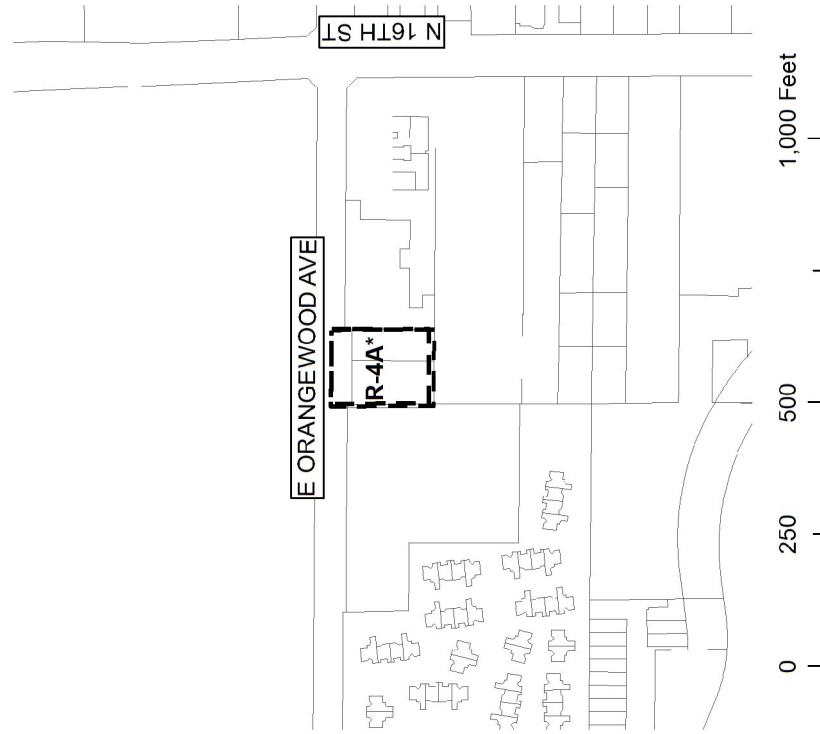 N 16TH ST
E ORANGEWOOD AVE
R-4A*
0
250
500
1,000 Feet